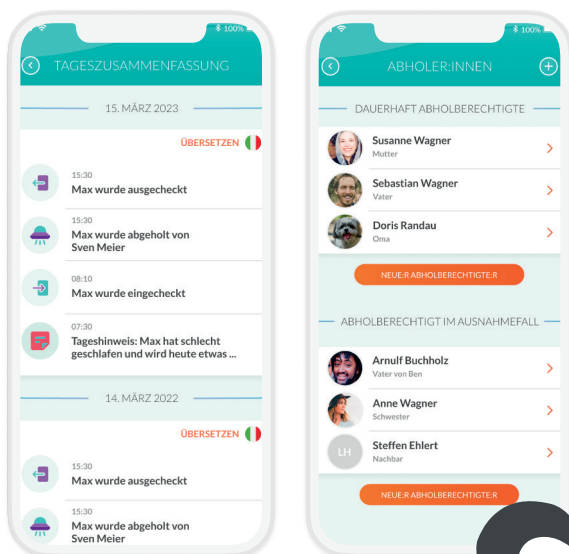 100%
TAGESZUSAMMENFASSUNG
15. MÄRZ 2023
ÜBERSETZEN
15:30
Max wurde ausgecheckt
15:30
Max wurde abgeholt von
Sven Meier
08:10
Max wurde eingecheckt
07:30
Tageshinweis: Max hat schlecht
geschlafen und wird heute etwas ...
14. MÄRZ 2022
ÜBERSETZEN
15:30
Max wurde ausgecheckt
15:30
Max wurde abgeholt von
Sven Meier
100%
ABHOLER:INNEN
DAUERHAFT ABHOLBERECHTIGTE
Susanne Wagner
Mutter
Sebastian Wagner
Vater
Doris Randau
Oma
NEUE:R ABHOLBERECHTIGTE:R
ABHOLBERECHTIGT IM AUSNAHMEFALL
Arnulf Buchholz
Vater von Ben
Anne Wagner
Schwester
LH
Steffen Ehlert
Nachbar
NEUE:R ABHOLBERECHTIGTE:R